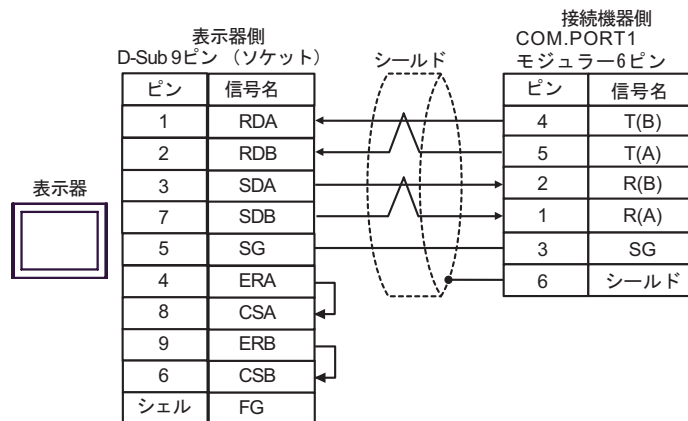 表示器側
D-Sub 9ピン (ソケット)
シールド
接続機器側
COM.PORT1
モジュラー6ピン
表示器
ピン 信号名
1 RDA
2 RDB
3 SDA
7 SDB
5 SG
4 ERA
8 CSA
9 ERB
6 CSB
シェル FG
ピン 信号名
4 T(B)
5 T(A)
2 R(B)
1 R(A)
3 SG
6 シールド